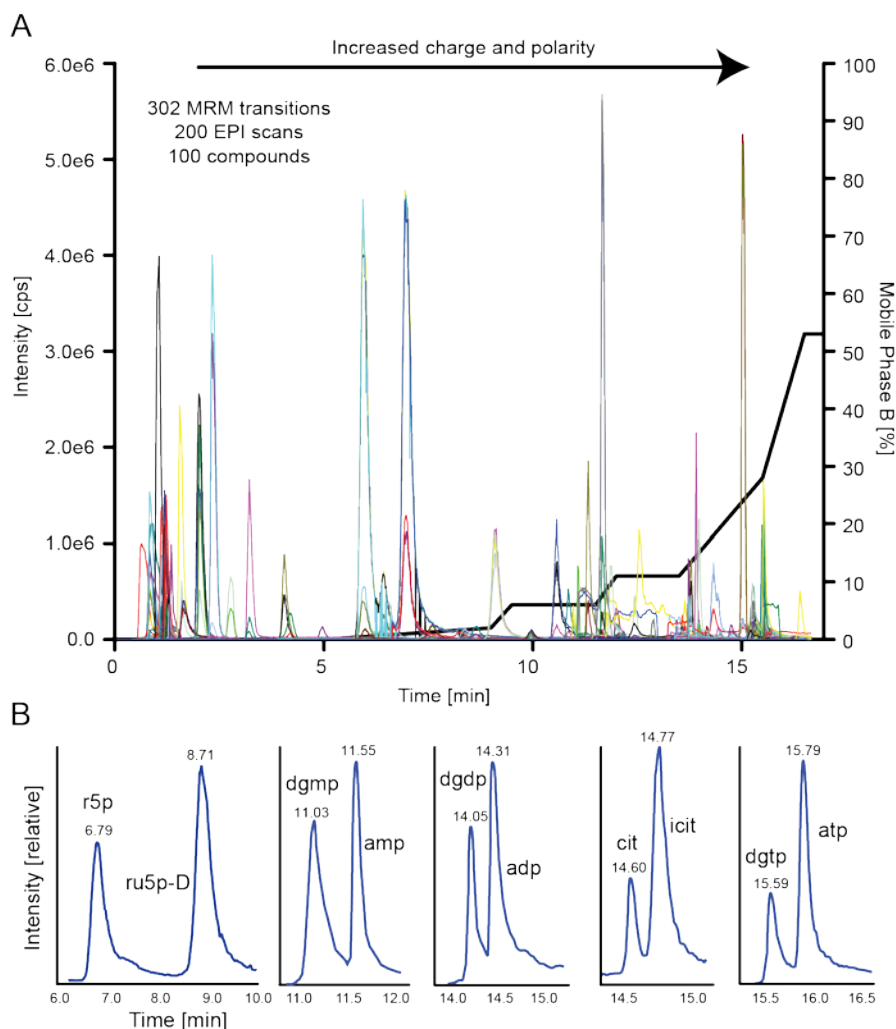 A
Increased charge and polarity
302 MRM transitions
200 EPI scans
100 compounds
6.0e6
5.0e6
4.0e6
3.0e6
2.0e6
1.0e6
0.0
Intensity [cps]
100
90
80
70
60
50
40
30
20
10
0
Mobile Phase B [%]
0 5 10 15
Time [min]
B
Intensity [relative]
r5p
6.79
ru5p-D
8.71
6.0 7.0 8.0 9.0 10.0
Time [min]
dgmp
11.03
11.55
amp
11.0 11.5 12.0
dgdp
14.05
14.31
adp
14.0 14.5 15.0
cit
14.60
14.77
icit
14.5 15.0
dgtp
15.59
15.79
atp
15.5 16.0 16.5